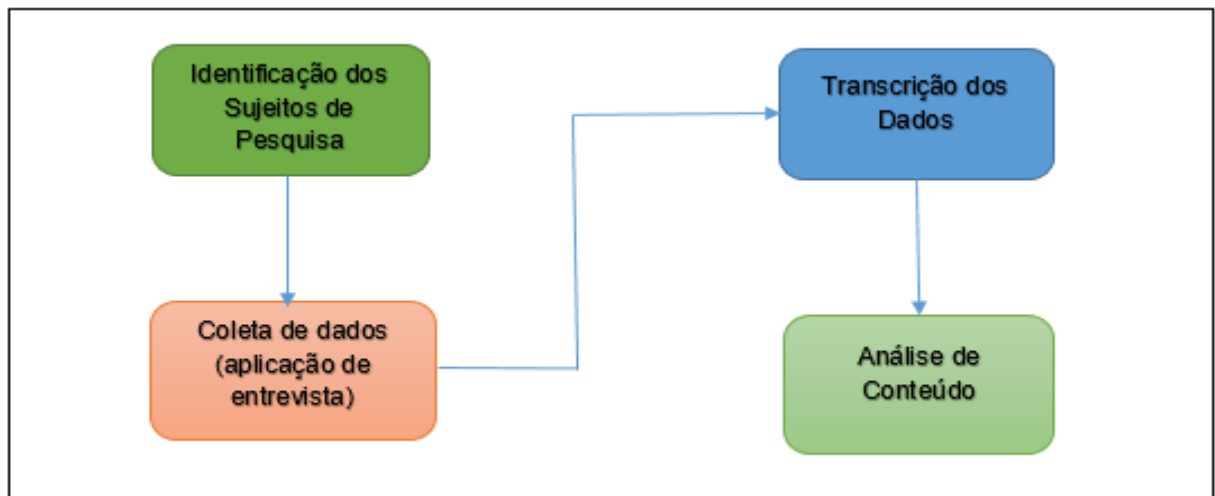 Identificação dos
Sujeitos de
Pesquisa
Coleta de dados
(aplicação de
entrevista)
Transcrição dos
Dados
Análise de
Conteúdo